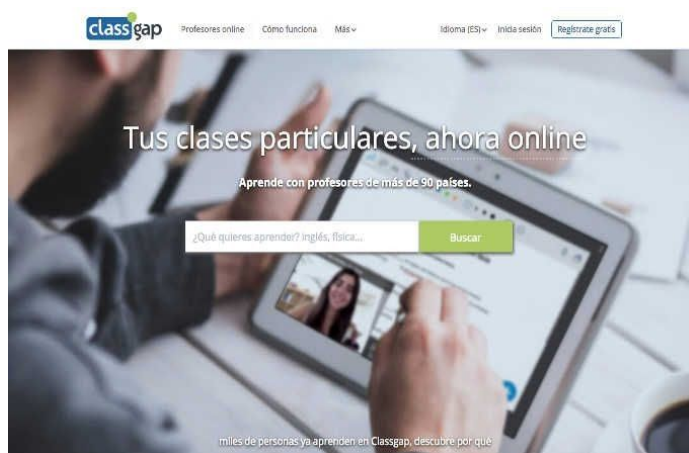 classgap
Profesores online Cómo funciona Más
Idioma (ES) Inicia sesión Regístrate gratis
Tus clases particulares, ahora online
Aprende con profesores de más de 90 países.
¿Qué quieres aprender? inglés, física...
Buscar
miles de personas ya aprenden en Classgap, descubre por qué